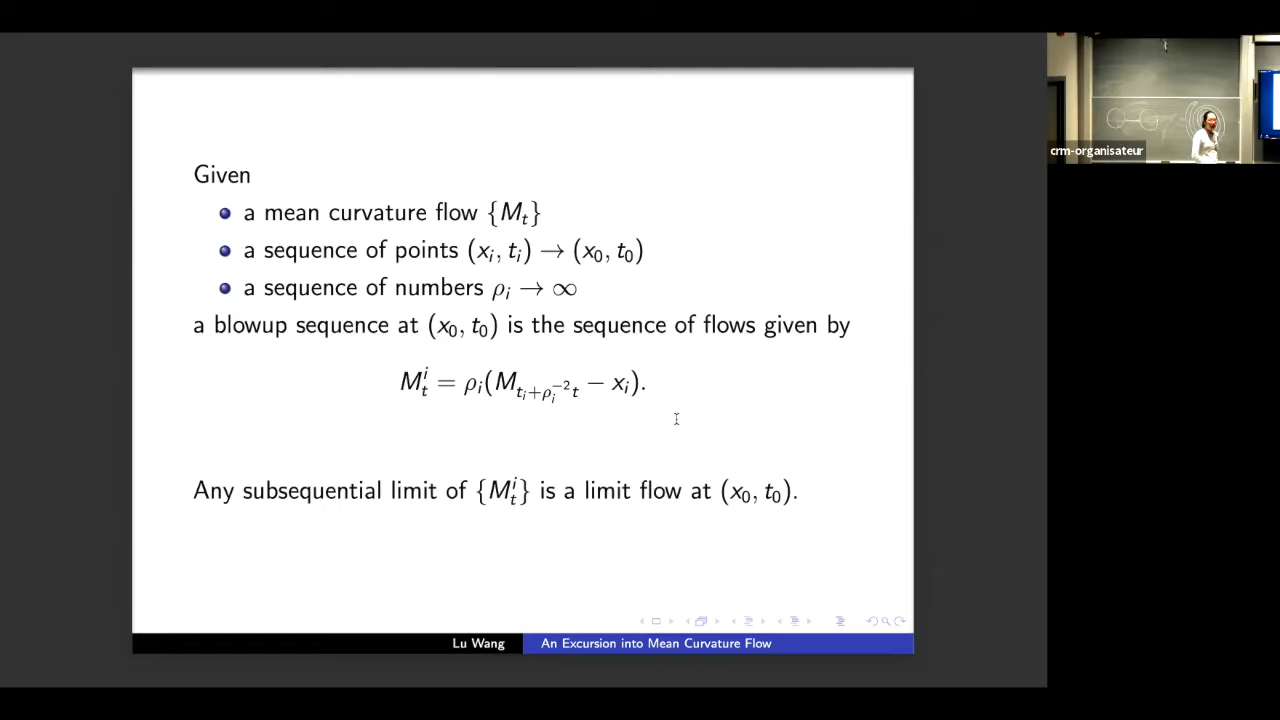 Given
a mean curvature flow {M_t}
a sequence of points (x_i, t_i) → (x_0, t_0)
a sequence of numbers ρ_i → ∞
a blowup sequence at (x_0, t_0) is the sequence of flows given by
M_t^i = ρ_i(M_{t_i+ρ_i^{-2}t} − x_i).
Any subsequential limit of {M_t^i} is a limit flow at (x_0, t_0).
Lu Wang An Excursion into Mean Curvature Flow
crm-organisateur